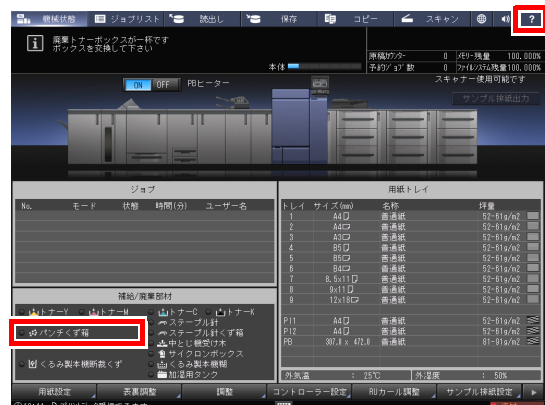 機械状態 ジョブリスト 読出し 保存 コピー スキャン ?
i 廃棄トナーボックスが一杯です
ボックスを交換して下さい
本体
原稿ｶｳﾝﾀｰ 0 ﾒﾓﾘｰ残量 100.000%
予約ｼﾞｮﾌﾞ数 0 ﾌｧｲﾙｼｽﾃﾑ残量100.000%
スキャナー使用可能です
ON OFF PBヒーター
サンプル排紙出力
ジョブ
No. モード 状態 時間(分) ユーザー名
用紙トレイ
トレイ サイズ(mm) 名称 坪量
1 A4 普通紙 52-61g/m2
2 A4 普通紙 52-61g/m2
3 A3 普通紙 52-61g/m2
4 B5 普通紙 52-61g/m2
5 B5 普通紙 52-61g/m2
6 B4 普通紙 52-61g/m2
7 8.5x11 普通紙 52-61g/m2
8 9x11 普通紙 52-61g/m2
9 12x18 普通紙 52-61g/m2
PI1 A4 普通紙 52-61g/m2
PI2 A4 普通紙 52-61g/m2
PB 307.8 x 472.0 普通紙 81-91g/m2
補給/廃棄部材
トナーY トナーM トナーC トナーK
ステープル針
パンチくず箱 ステープル針くず箱
中とじ機受け木
サイクロンボックス
くるみ製本機断裁くず くるみ製本機糊
加湿用タンク
外気温 : 25℃ 外湿度 : 50%
用紙設定 表裏調整 調整 コントローラー設定 RUカール調整 サンプル排紙設定